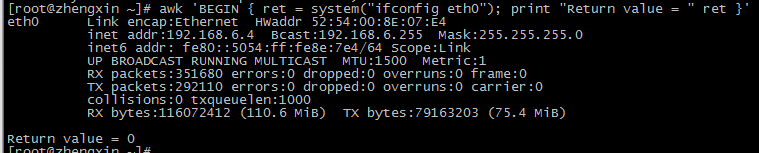 [root@zhengxin ~]# awk 'BEGIN { ret = system("ifconfig eth0"); print "Return value = " ret }'
eth0      Link encap:Ethernet  HWaddr 52:54:00:8E:07:E4
          inet addr:192.168.6.4  Bcast:192.168.6.255  Mask:255.255.255.0
          inet6 addr: fe80::5054:ff:fe8e:7e4/64 Scope:Link
          UP BROADCAST RUNNING MULTICAST  MTU:1500  Metric:1
          RX packets:351680 errors:0 dropped:0 overruns:0 frame:0
          TX packets:292110 errors:0 dropped:0 overruns:0 carrier:0
          collisions:0 txqueuelen:1000
          RX bytes:116072412 (110.6 MiB)  TX bytes:79163203 (75.4 MiB)

Return value = 0
[root@zhengxin ~]#